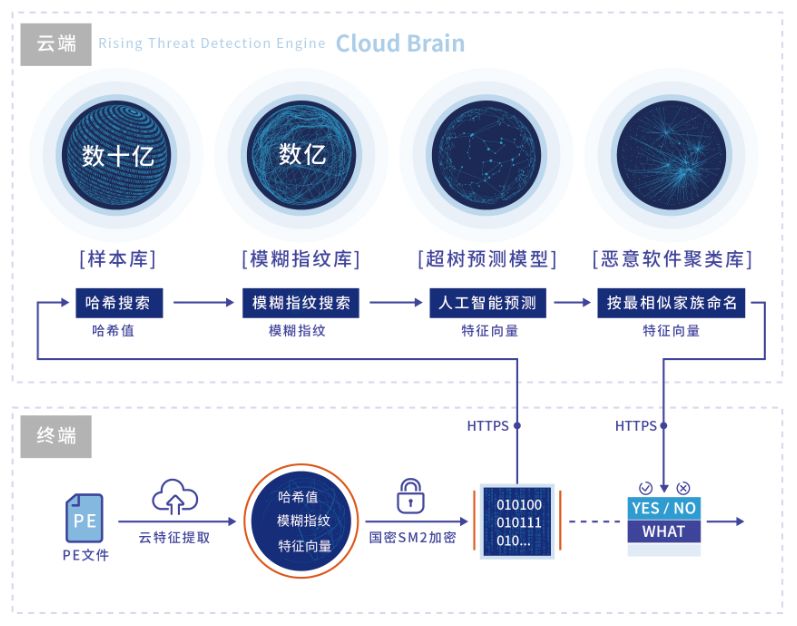 云端
Rising Threat Detection Engine Cloud Brain
数十亿
数亿
[样本库]
[模糊指纹库]
[超树预测模型]
[恶意软件聚类库]
哈希搜索
模糊指纹搜索
人工智能预测
按最相似家族命名
哈希值
模糊指纹
特征向量
特征向量
终端
HTTPS
HTTPS
PE
PE文件
云特征提取
哈希值
模糊指纹
特征向量
国密SM2加密
010100
010111
010...
YES / NO
WHAT